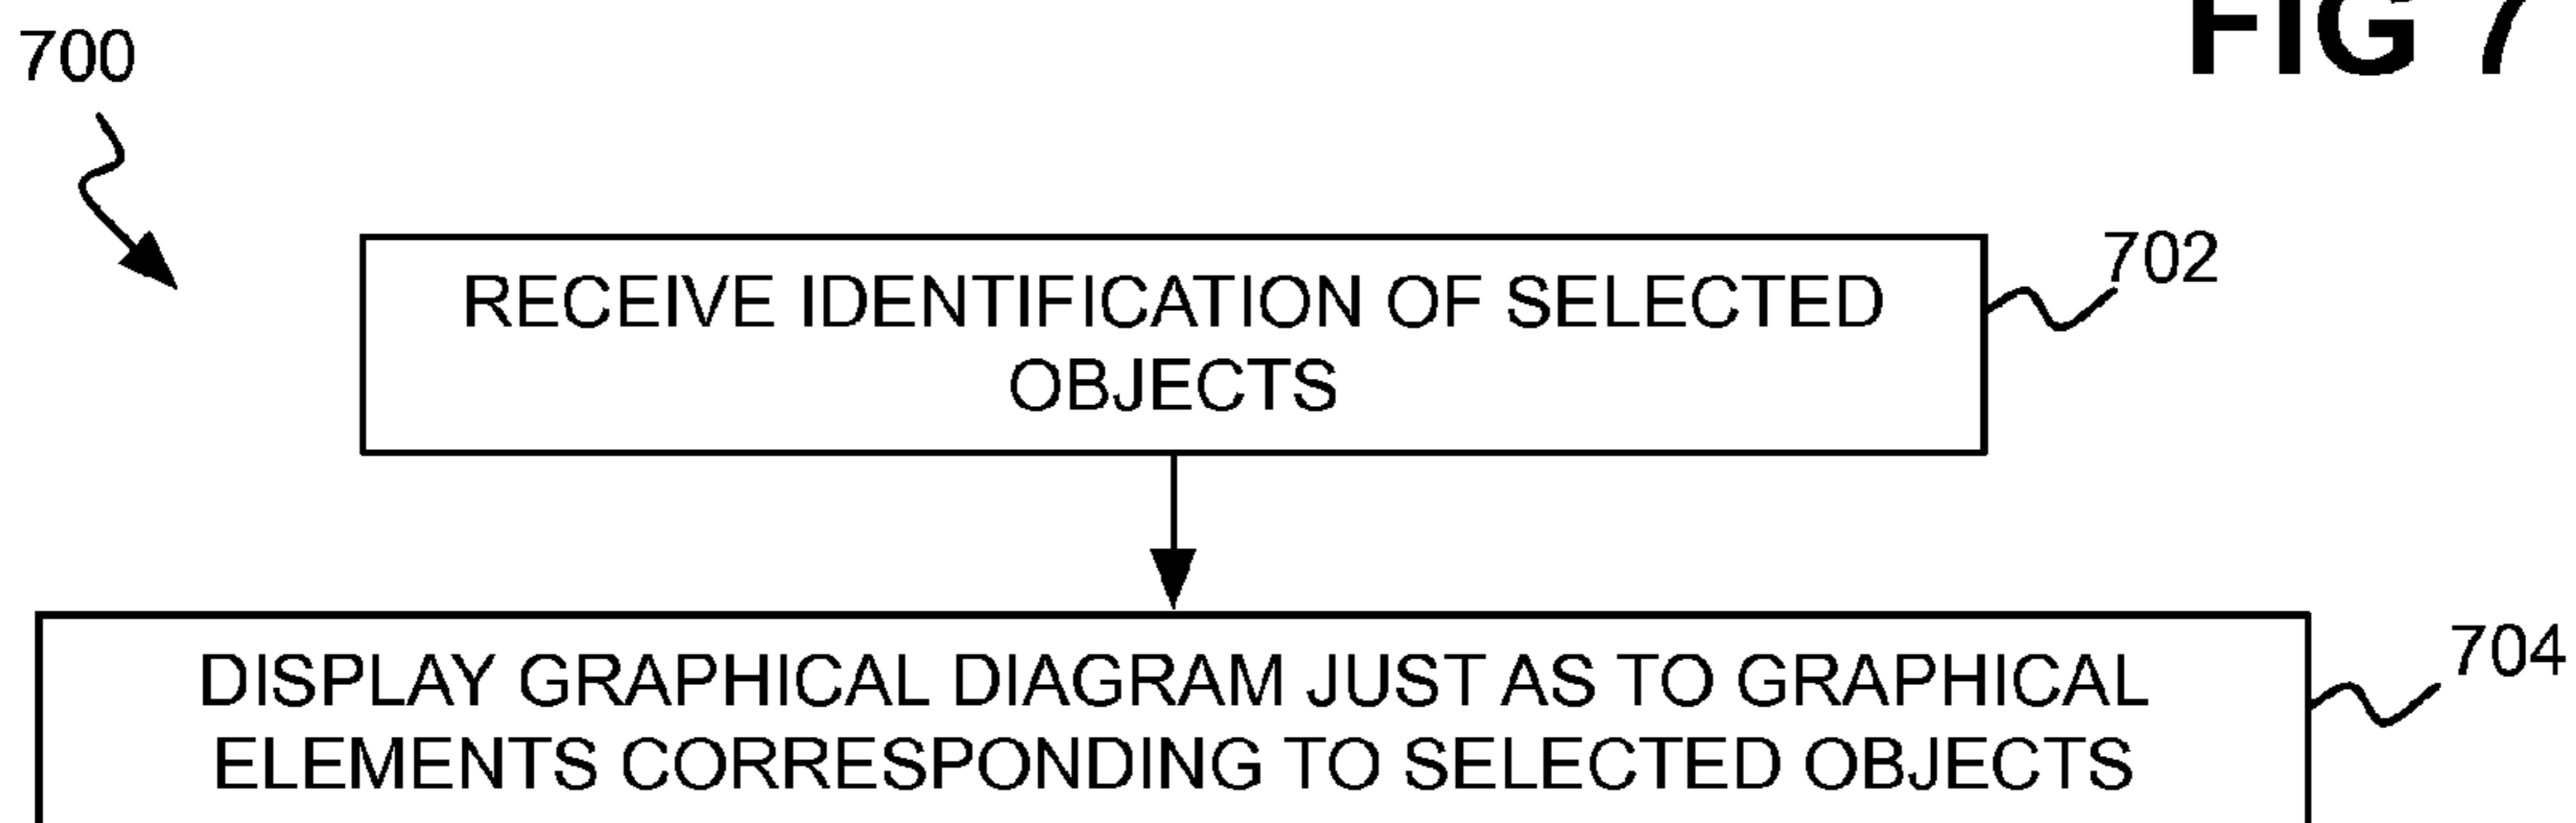 FIG 7
700
702
RECEIVE IDENTIFICATION OF SELECTED
OBJECTS
704
DISPLAY GRAPHICAL DIAGRAM JUST AS TO GRAPHICAL
ELEMENTS CORRESPONDING TO SELECTED OBJECTS